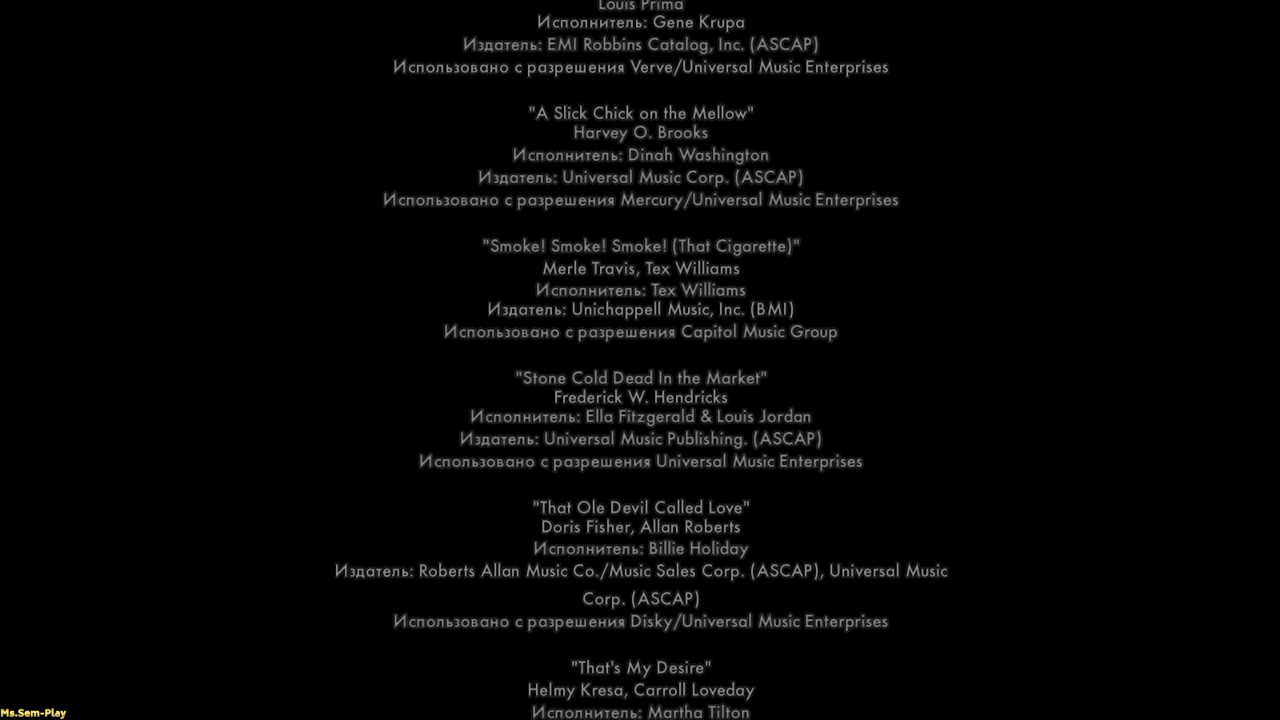 Louis Prima
Исполнитель: Gene Krupa
Издатель: EMI Robbins Catalog, Inc. (ASCAP)
Использовано с разрешения Verve/Universal Music Enterprises
"A Slick Chick on the Mellow"
Harvey O. Brooks
Исполнитель: Dinah Washington
Издатель: Universal Music Corp. (ASCAP)
Использовано с разрешения Mercury/Universal Music Enterprises
"Smoke! Smoke! Smoke! (That Cigarette)"
Merle Travis, Tex Williams
Исполнитель: Tex Williams
Издатель: Unichappell Music, Inc. (BMI)
Использовано с разрешения Capitol Music Group
"Stone Cold Dead In the Market"
Frederick W. Hendricks
Исполнитель: Ella Fitzgerald & Louis Jordan
Издатель: Universal Music Publishing. (ASCAP)
Использовано с разрешения Universal Music Enterprises
"That Ole Devil Called Love"
Doris Fisher, Allan Roberts
Исполнитель: Billie Holiday
Издатель: Roberts Allan Music Co./Music Sales Corp. (ASCAP), Universal Music
Corp. (ASCAP)
Использовано с разрешения Disky/Universal Music Enterprises
"That's My Desire"
Helmy Kresa, Carroll Loveday
Исполнитель: Martha Tilton
Ms.Sem-Play